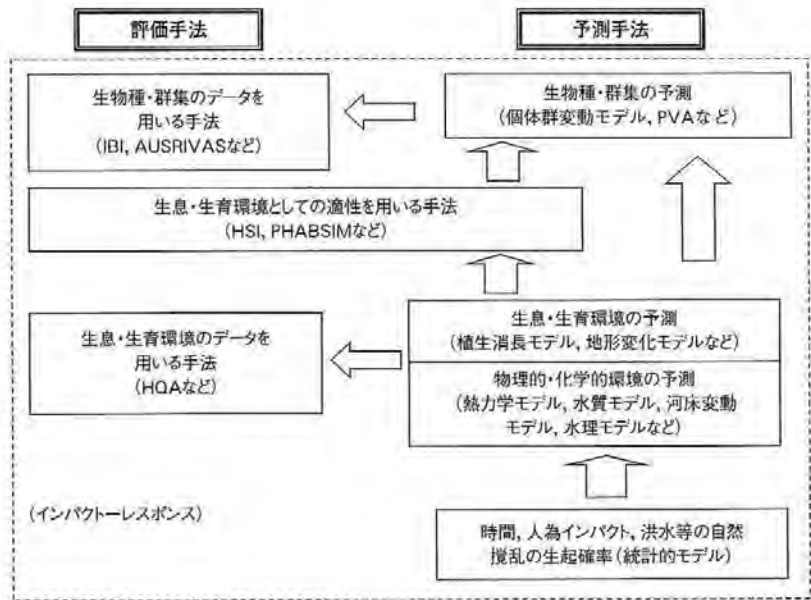 評価手法
予測手法
生物種・群集のデータを
用いる手法
(IBI, AUSRIVASなど)
生物種・群集の予測
(個体群変動モデル, PVAなど)
生息・生育環境としての適性を用いる手法
(HSI, PHABSIMなど)
生息・生育環境のデータを
用いる手法
(HQAなど)
生息・生育環境の予測
(植生消長モデル, 地形変化モデルなど)
物理的・化学的環境の予測
(熱力学モデル, 水質モデル, 河床変動
モデル, 水理モデルなど)
(インパクトーレスポンス)
時間, 人為インパクト, 洪水等の自然
撹乱の生起確率(統計的モデル)